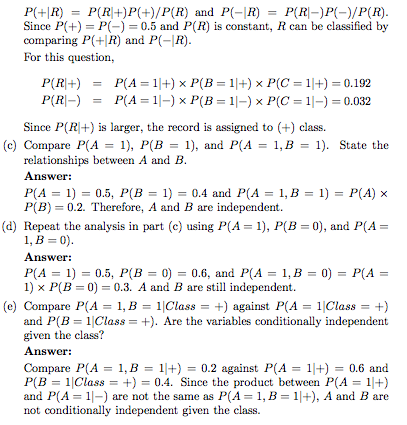 P(+|R) = P(R|+)P(+)/P(R) and P(−|R) = P(R|−)P(−)/P(R).
Since P(+) = P(−) = 0.5 and P(R) is constant, R can be classified by
comparing P(+|R) and P(−|R).
For this question,
P(R|+) = P(A = 1|+) × P(B = 1|+) × P(C = 1|+) = 0.192
P(R|−) = P(A = 1|−) × P(B = 1|−) × P(C = 1|−) = 0.032
Since P(R|+) is larger, the record is assigned to (+) class.
(c) Compare P(A = 1), P(B = 1), and P(A = 1, B = 1). State the
relationships between A and B.
Answer:
P(A = 1) = 0.5, P(B = 1) = 0.4 and P(A = 1, B = 1) = P(A) ×
P(B) = 0.2. Therefore, A and B are independent.
(d) Repeat the analysis in part (c) using P(A = 1), P(B = 0), and P(A =
1, B = 0).
Answer:
P(A = 1) = 0.5, P(B = 0) = 0.6, and P(A = 1, B = 0) = P(A =
1) × P(B = 0) = 0.3. A and B are still independent.
(e) Compare P(A = 1, B = 1|Class = +) against P(A = 1|Class = +)
and P(B = 1|Class = +). Are the variables conditionally independent
given the class?
Answer:
Compare P(A = 1, B = 1|+) = 0.2 against P(A = 1|+) = 0.6 and
P(B = 1|Class = +) = 0.4. Since the product between P(A = 1|+)
and P(A = 1|−) are not the same as P(A = 1, B = 1|+), A and B are
not conditionally independent given the class.